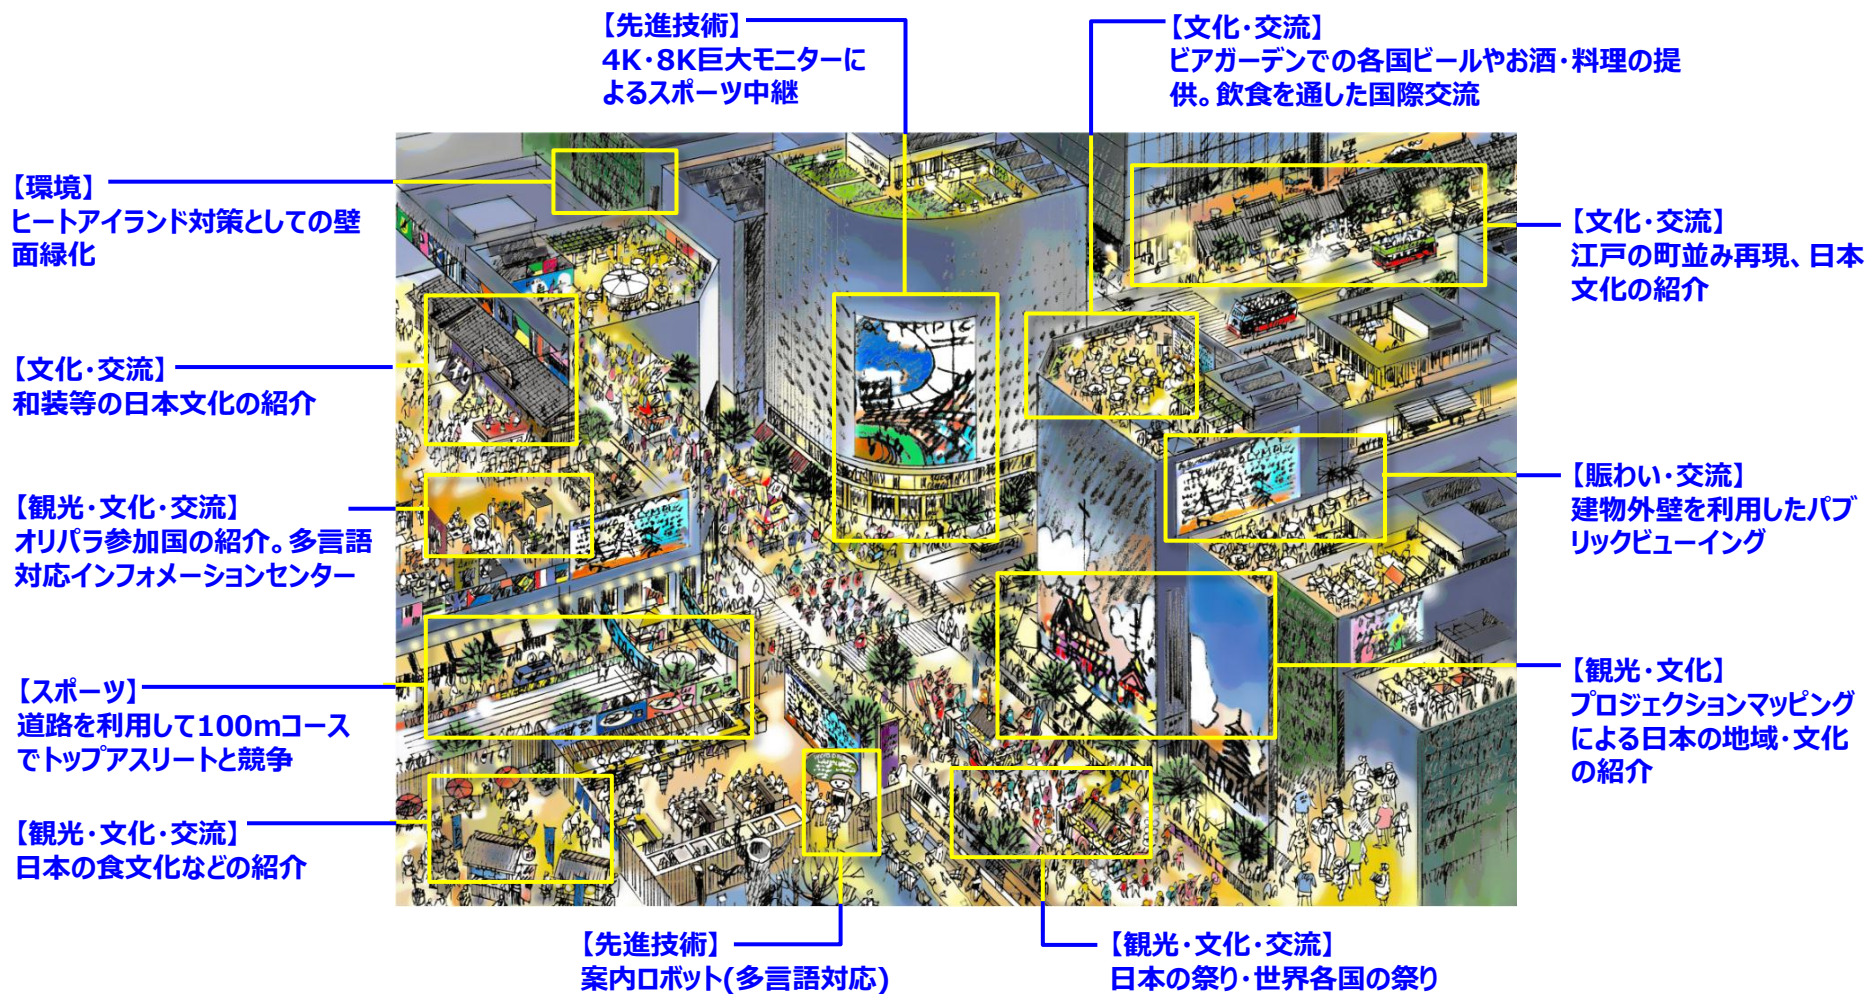 【先進技術】
4K・8K巨大モニターに
よるスポーツ中継
【文化・交流】
ビアガーデンでの各国ビールやお酒・料理の提
供。飲食を通した国際交流
【環境】
ヒートアイランド対策としての壁
面緑化
【文化・交流】
江戸の町並み再現、日本
文化の紹介
【文化・交流】
和装等の日本文化の紹介
【賑わい・交流】
建物外壁を利用したパブ
リックビューイング
【観光・文化・交流】
オリパラ参加国の紹介。多言語
対応インフォメーションセンター
【観光・文化】
プロジェクションマッピング
による日本の地域・文化
の紹介
【スポーツ】
道路を利用して100mコース
でトップアスリートと競争
【観光・文化・交流】
日本の食文化などの紹介
【先進技術】
案内ロボット(多言語対応)
【観光・文化・交流】
日本の祭り・世界各国の祭り